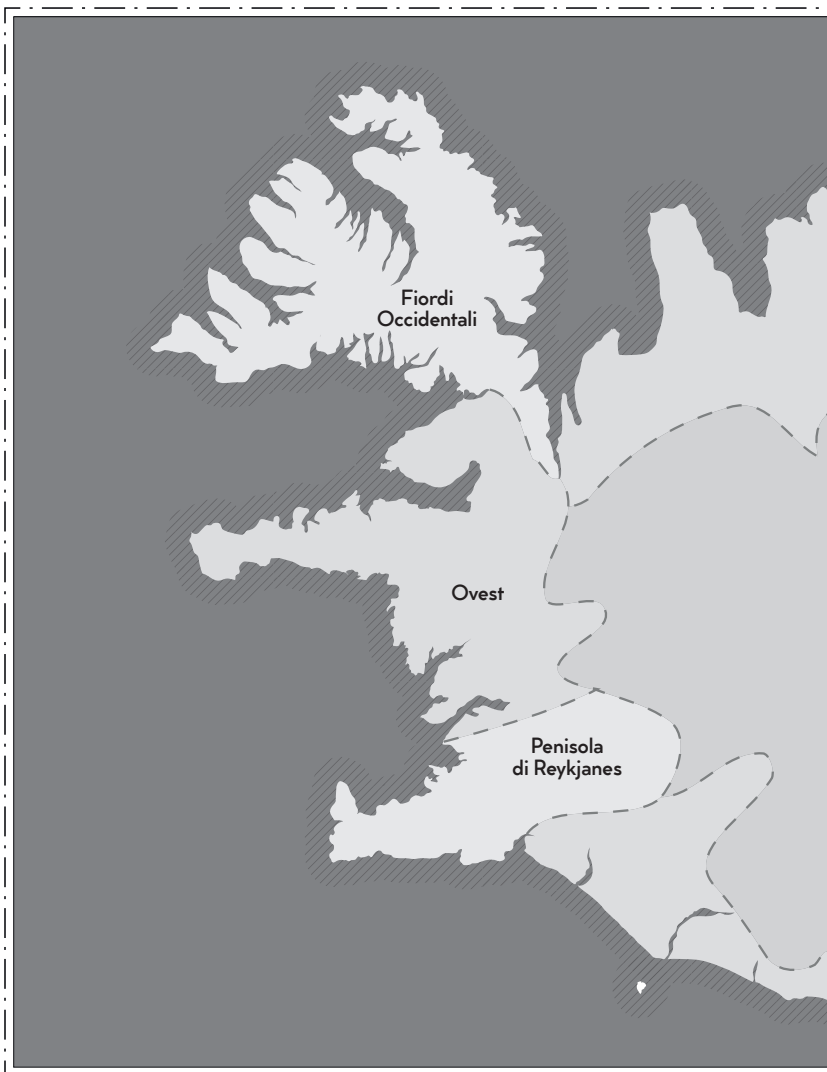 Fiordi
Occidentali
Ovest
Penisola
di Reykjanes